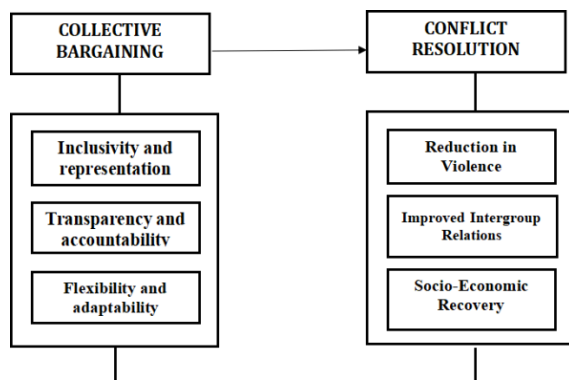 COLLECTIVE
BARGAINING
Inclusivity and
representation
Transparency and
accountability
Flexibility and
adaptability
CONFLICT
RESOLUTION
Reduction in
Violence
Improved Intergroup
Relations
Socio-Economic
Recovery